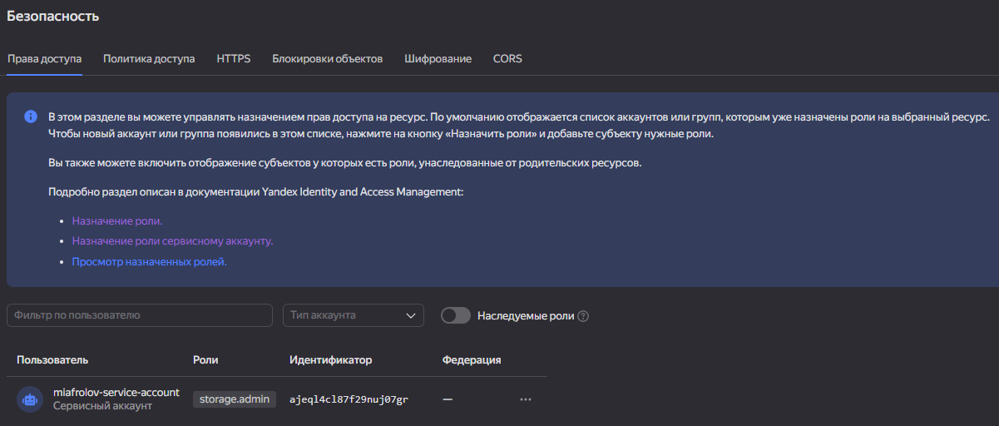 Безопасность
Права доступа Политика доступа HTTPS Блокировки объектов Шифрование CORS
В этом разделе вы можете управлять назначением прав доступа на ресурс. По умолчанию отображается список аккаунтов или групп, которым уже назначены роли на выбранный ресурс.
Чтобы новый аккаунт или группа появились в этом списке, нажмите на кнопку «Назначить роли» и добавьте субъекту нужные роли.
Вы также можете включить отображение субъектов у которых есть роли, унаследованные от родительских ресурсов.
Подробно раздел описан в документации Yandex Identity and Access Management:
• Назначение роли.
• Назначение роли сервисному аккаунту.
• Просмотр назначенных ролей.
Фильтр по пользователю Тип аккаунта Наследуемые роли
Пользователь Роли Идентификатор Федерация
miafrolov-service-account storage.admin ajeql4cl87f29nuj07gr —
Сервисный аккаунт